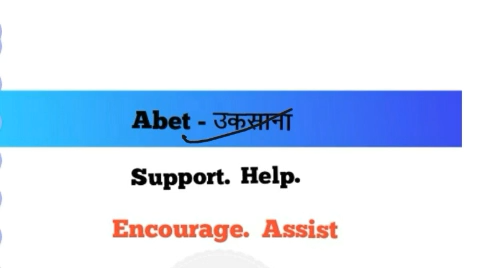 Abet - उकसाना
Support. Help.
Encourage. Assist